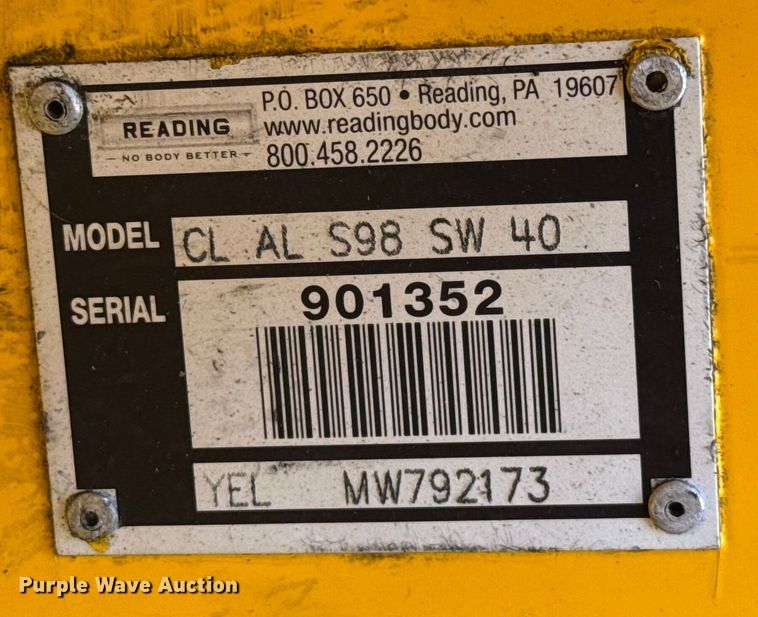 READING
NO BODY BETTER
P.O. BOX 650 • Reading, PA 19607
www.readingbody.com
800.458.2226
MODEL CL AL S98 SW 40
SERIAL 901352
YEL MW792173
Purple Wave Auction